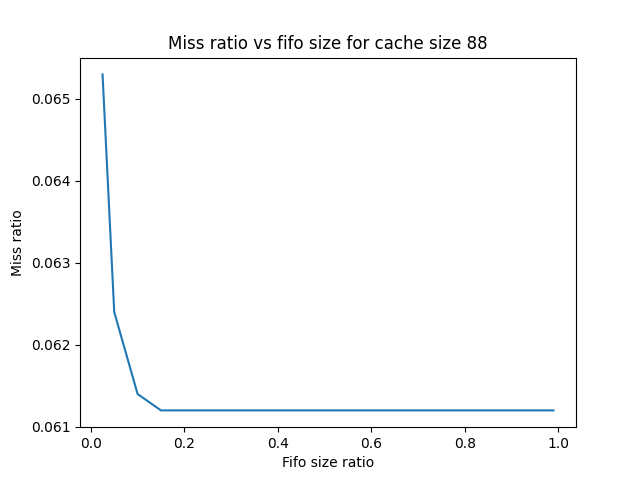 Miss ratio vs fifo size for cache size 88
0.065
0.064
0.063
0.062
0.061
Miss ratio
0.0 0.2 0.4 0.6 0.8 1.0
Fifo size ratio